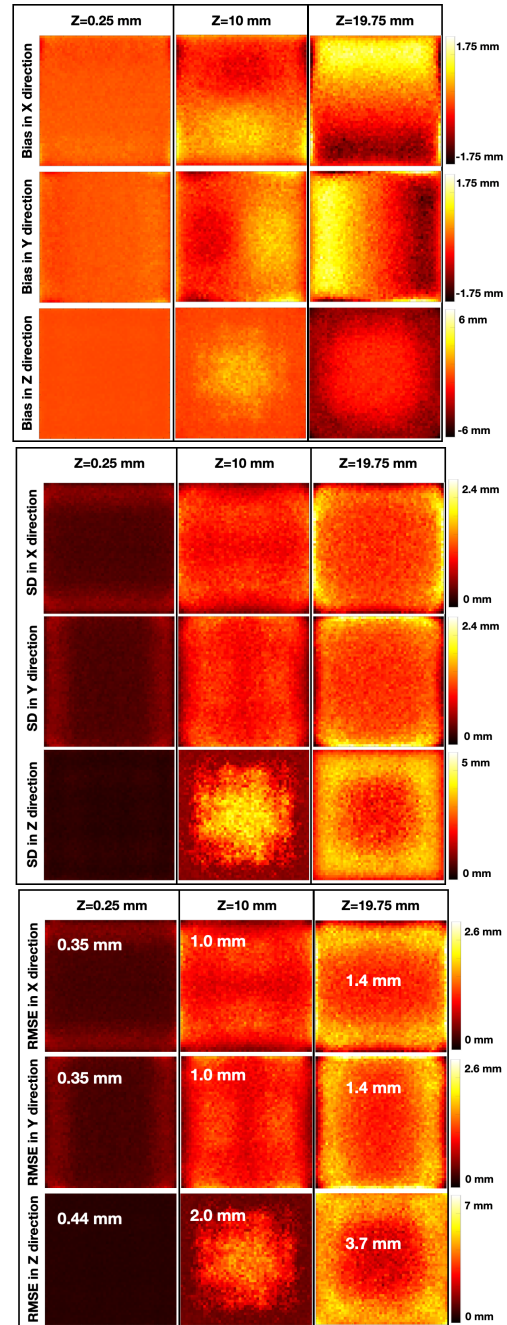 Z=0.25 mm Z=10 mm Z=19.75 mm
Bias in X direction
1.75 mm
-1.75 mm
Bias in Y direction
1.75 mm
-1.75 mm
Bias in Z direction
6 mm
-6 mm
Z=0.25 mm Z=10 mm Z=19.75 mm
SD in X direction
2.4 mm
0 mm
SD in Y direction
2.4 mm
0 mm
SD in Z direction
5 mm
0 mm
Z=0.25 mm Z=10 mm Z=19.75 mm
RMSE in X direction
0.35 mm 1.0 mm 1.4 mm
2.6 mm
0 mm
RMSE in Y direction
0.35 mm 1.0 mm 1.4 mm
2.6 mm
0 mm
RMSE in Z direction
0.44 mm 2.0 mm 3.7 mm
7 mm
0 mm